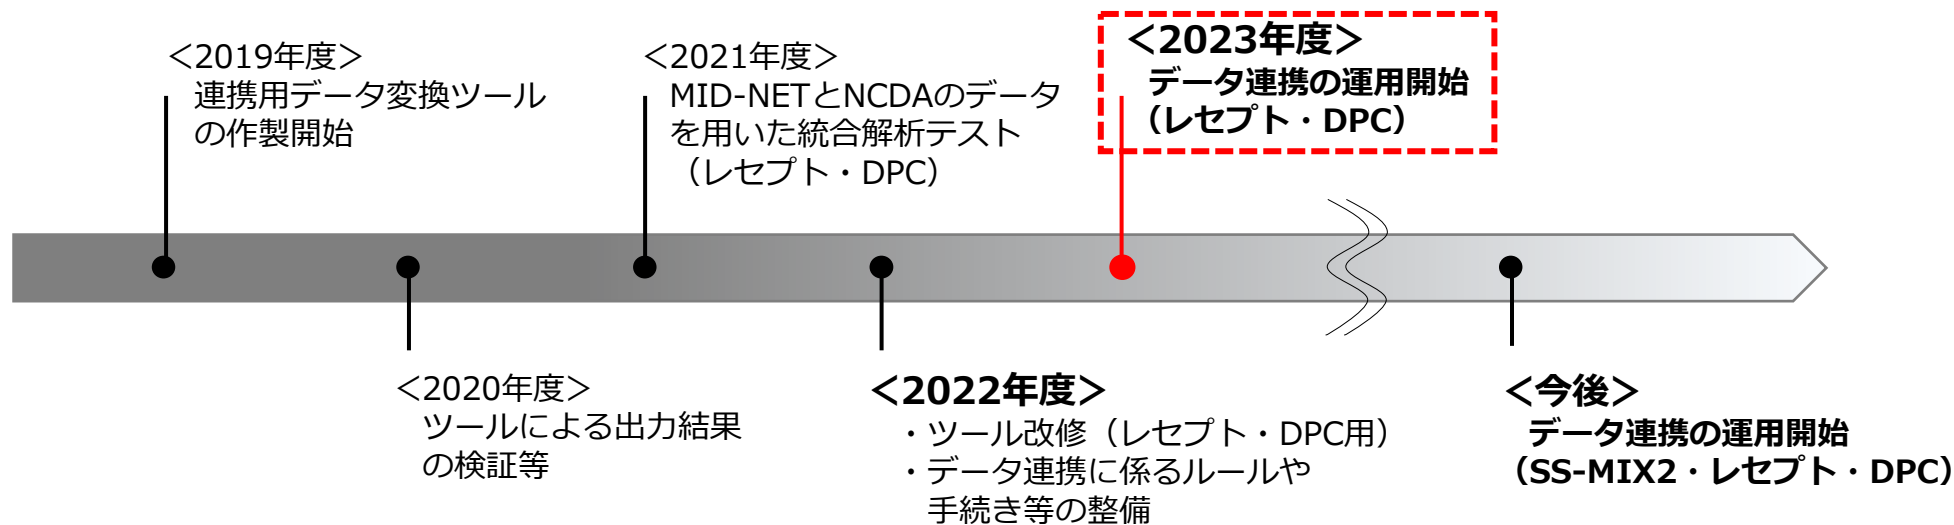 ＜2019年度＞
連携用データ変換ツール
の作製開始
＜2021年度＞
MID-NETとNCDAのデータ
を用いた統合解析テスト
（レセプト・DPC）
＜2023年度＞
データ連携の運用開始
（レセプト・DPC）
＜2020年度＞
ツールによる出力結果
の検証等
＜2022年度＞
・ツール改修（レセプト・DPC用）
・データ連携に係るルールや
手続き等の整備
＜今後＞
データ連携の運用開始
（SS-MIX2・レセプト・DPC）